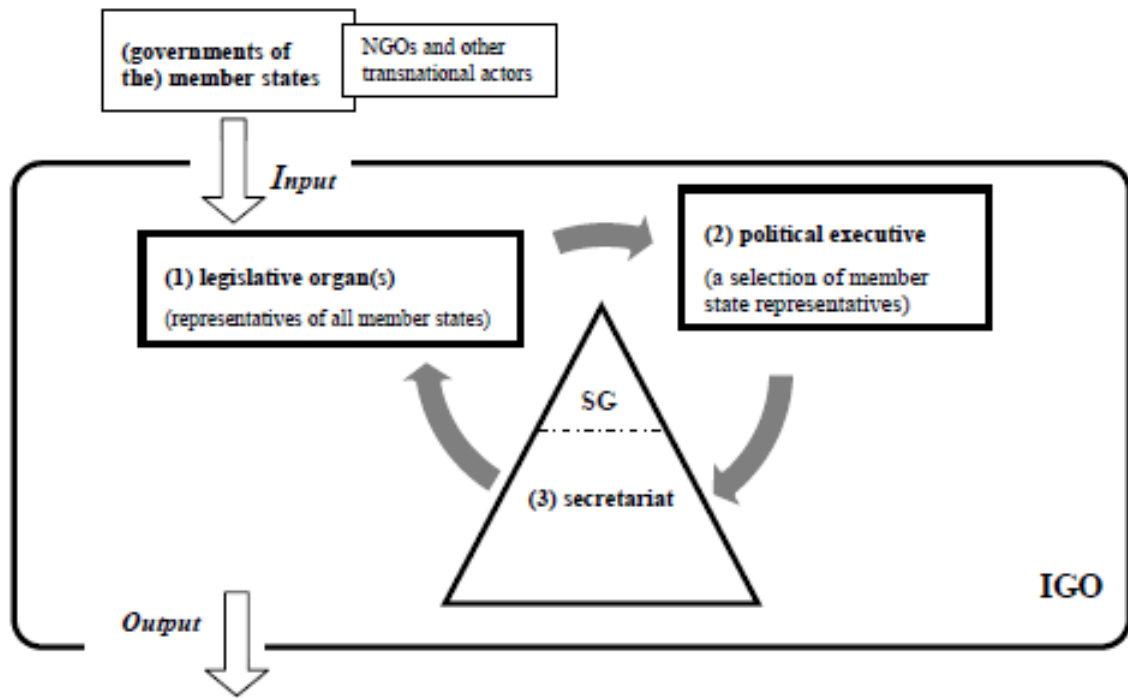 (governments of
the) member states
NGOs and other
transnational actors
Input
(1) legislative organ(s)
(representatives of all member states)
(2) political executive
(a selection of member
state representatives)
SG
(3) secretariat
IGO
Output